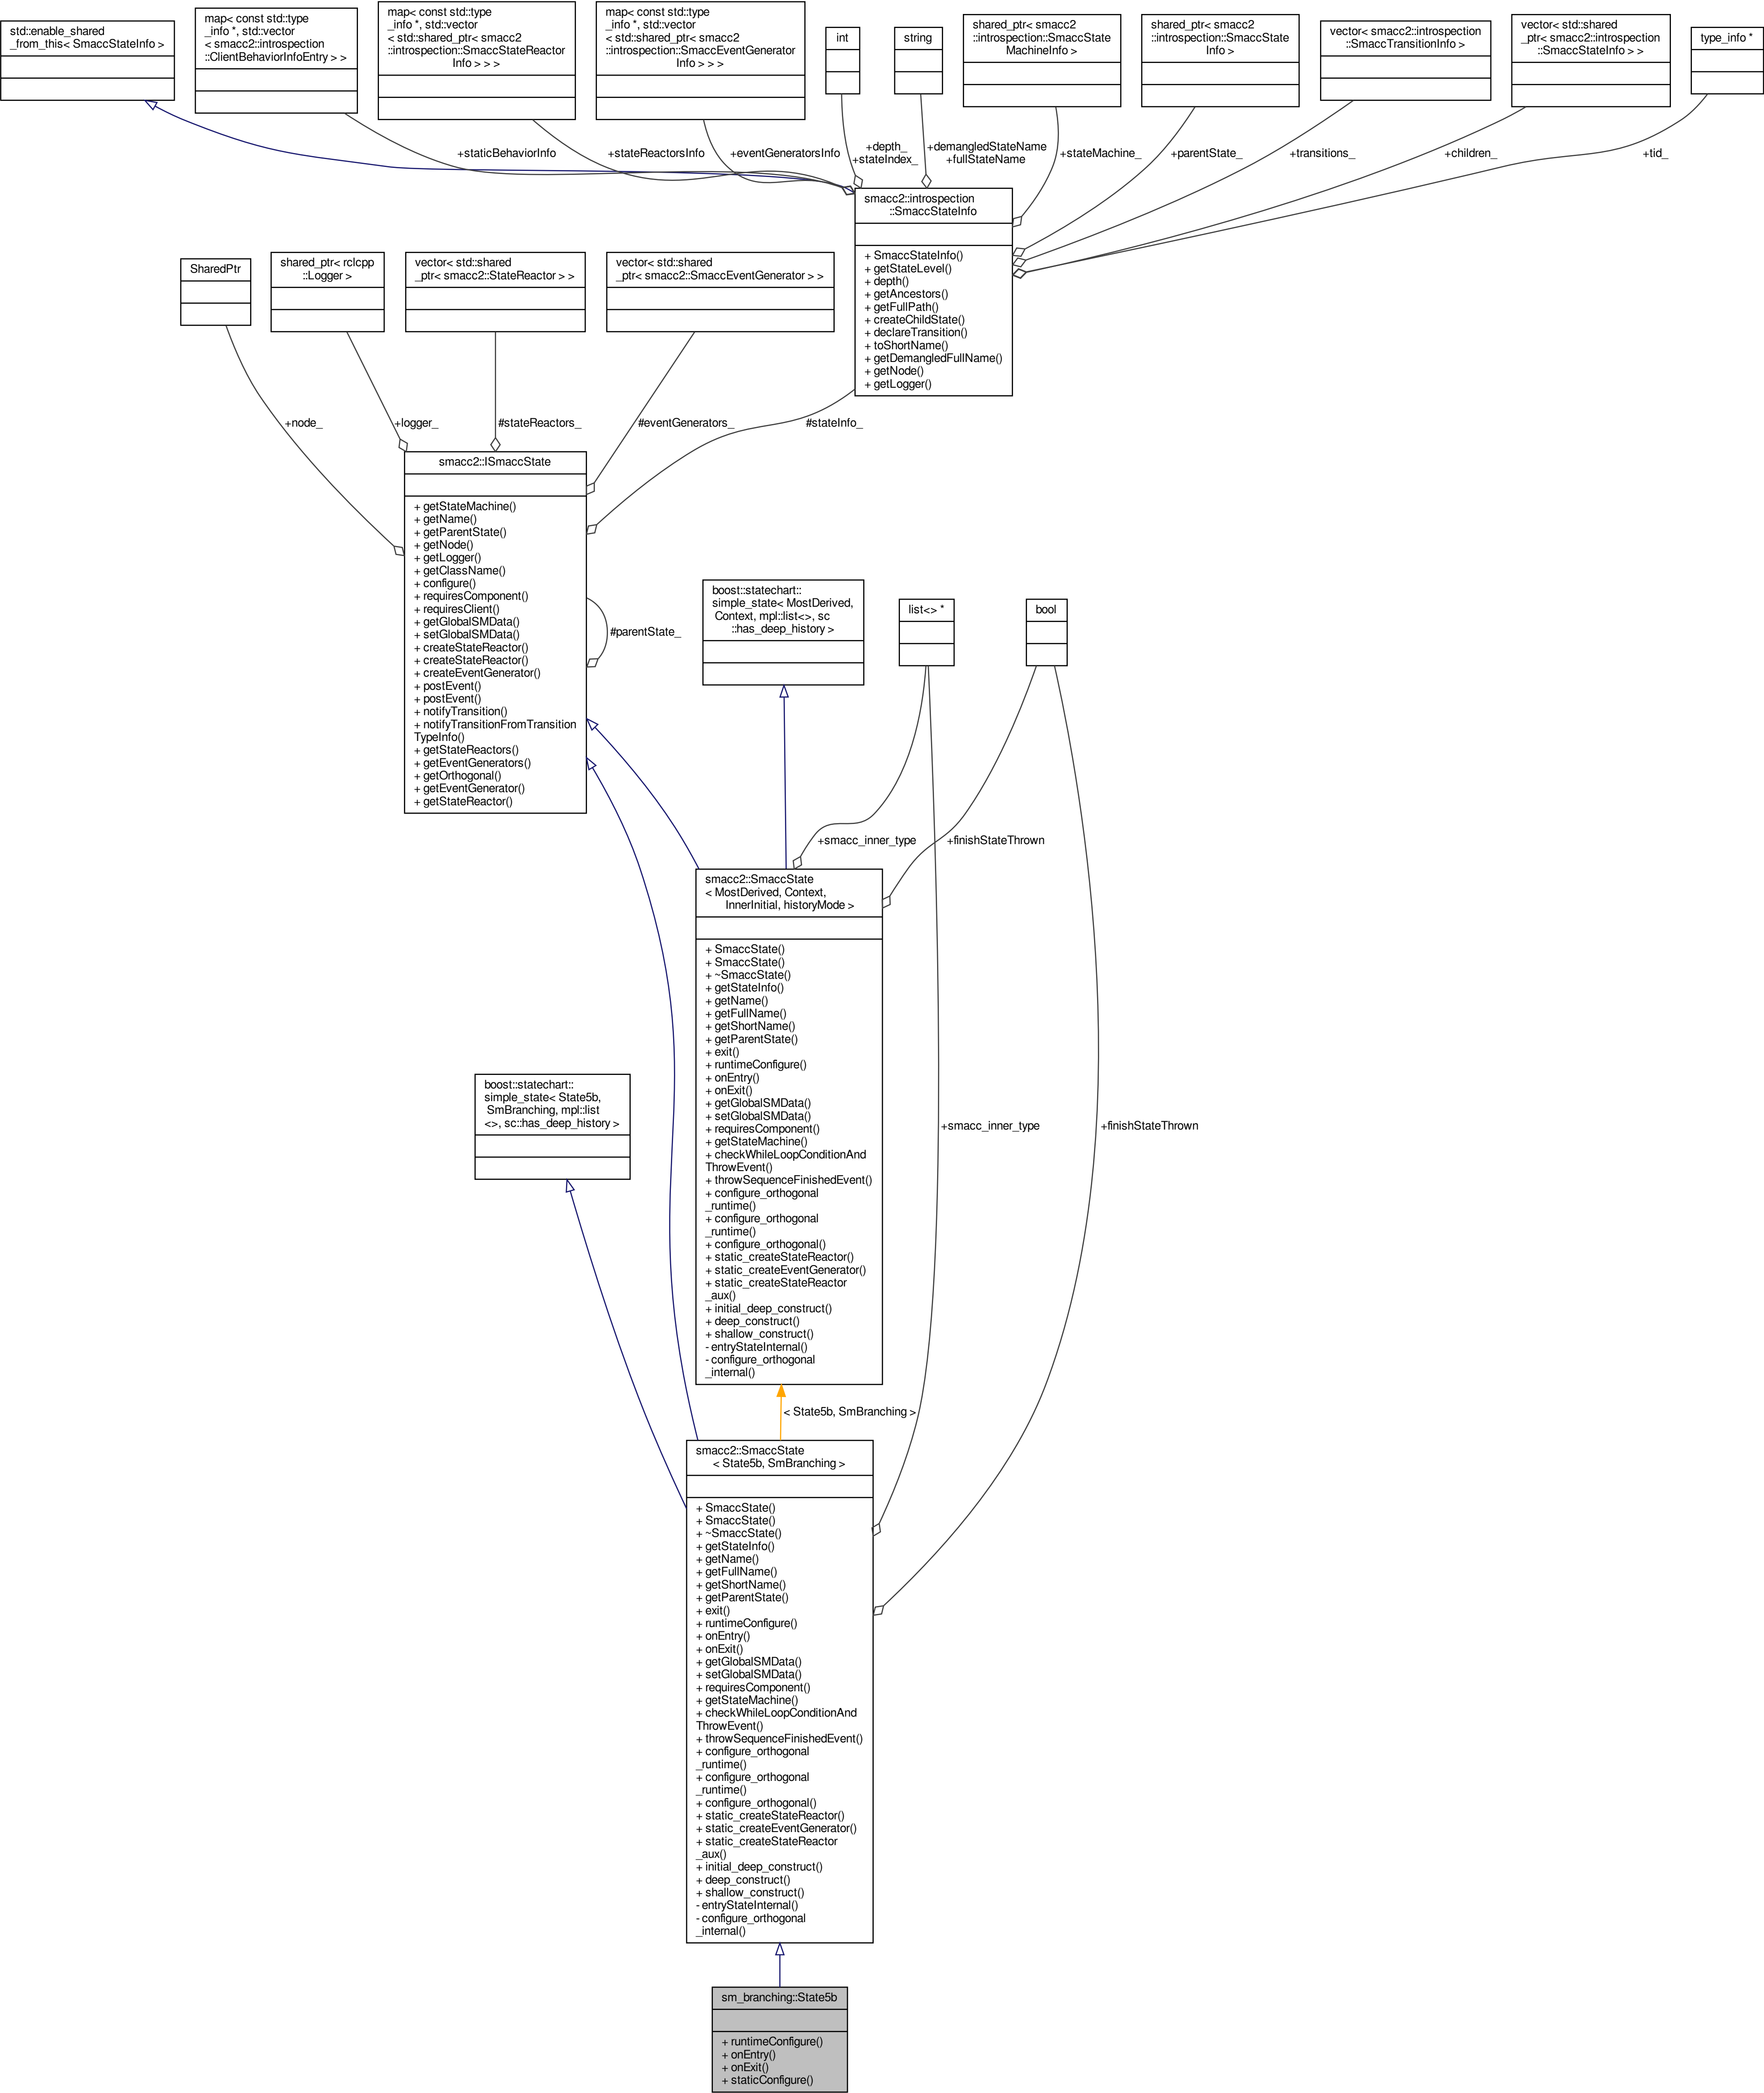 std::enable_shared
_from_this< SmaccStateInfo >
map< const std::type
_info *, std::vector
< smacc2::introspection
::ClientBehaviorInfoEntry > >
map< const std::type
_info *, std::vector
< std::shared_ptr< smacc2
::introspection::SmaccStateReactor
Info > > >
map< const std::type
_info *, std::vector
< std::shared_ptr< smacc2
::introspection::SmaccEventGenerator
Info > > >
int
string
shared_ptr< smacc2
::introspection::SmaccState
MachineInfo >
shared_ptr< smacc2
::introspection::SmaccState
Info >
vector< smacc2::introspection
::SmaccTransitionInfo >
vector< std::shared
_ptr< smacc2::introspection
::SmaccStateInfo > >
type_info *
+staticBehaviorInfo
+stateReactorsInfo
+eventGeneratorsInfo
+depth_
+stateIndex_
+demangledStateName
+fullStateName
+stateMachine_
+parentState_
+transitions_
+children_
+tid_
smacc2::introspection
::SmaccStateInfo
+ SmaccStateInfo()
+ getStateLevel()
+ depth()
+ getAncestors()
+ getFullPath()
+ createChildState()
+ declareTransition()
+ toShortName()
+ getDemangledFullName()
+ getNode()
+ getLogger()
SharedPtr
shared_ptr< rclcpp
::Logger >
vector< std::shared
_ptr< smacc2::StateReactor > >
vector< std::shared
_ptr< smacc2::SmaccEventGenerator > >
+node_
+logger_
#stateReactors_
#eventGenerators_
#stateInfo_
smacc2::ISmaccState
+ getStateMachine()
+ getName()
+ getParentState()
+ getNode()
+ getLogger()
+ getClassName()
+ configure()
+ requiresComponent()
+ requiresClient()
+ getGlobalSMData()
+ setGlobalSMData()
+ createStateReactor()
+ createStateReactor()
+ createEventGenerator()
+ postEvent()
+ postEvent()
+ notifyTransition()
+ notifyTransitionFromTransition
TypeInfo()
+ getStateReactors()
+ getEventGenerators()
+ getOrthogonal()
+ getEventGenerator()
+ getStateReactor()
#parentState_
boost::statechart::
simple_state< MostDerived,
Context, mpl::list<>, sc
::has_deep_history >
list<> *
bool
+smacc_inner_type
+finishStateThrown
smacc2::SmaccState
< MostDerived, Context,
InnerInitial, historyMode >
+ SmaccState()
+ SmaccState()
+ ~SmaccState()
+ getStateInfo()
+ getName()
+ getFullName()
+ getShortName()
+ getParentState()
+ exit()
+ runtimeConfigure()
+ onEntry()
+ onExit()
+ getGlobalSMData()
+ setGlobalSMData()
+ requiresComponent()
+ getStateMachine()
+ checkWhileLoopConditionAnd
ThrowEvent()
+ throwSequenceFinishedEvent()
+ configure_orthogonal
_runtime()
+ configure_orthogonal
_runtime()
+ configure_orthogonal()
+ static_createStateReactor()
+ static_createEventGenerator()
+ static_createStateReactor
_aux()
+ initial_deep_construct()
+ deep_construct()
+ shallow_construct()
- entryStateInternal()
- configure_orthogonal
_internal()
boost::statechart::
simple_state< State5b,
SmBranching, mpl::list
<>, sc::has_deep_history >
+smacc_inner_type
+finishStateThrown
< State5b, SmBranching >
smacc2::SmaccState
< State5b, SmBranching >
+ SmaccState()
+ SmaccState()
+ ~SmaccState()
+ getStateInfo()
+ getName()
+ getFullName()
+ getShortName()
+ getParentState()
+ exit()
+ runtimeConfigure()
+ onEntry()
+ onExit()
+ getGlobalSMData()
+ setGlobalSMData()
+ requiresComponent()
+ getStateMachine()
+ checkWhileLoopConditionAnd
ThrowEvent()
+ throwSequenceFinishedEvent()
+ configure_orthogonal
_runtime()
+ configure_orthogonal
_runtime()
+ configure_orthogonal()
+ static_createStateReactor()
+ static_createEventGenerator()
+ static_createStateReactor
_aux()
+ initial_deep_construct()
+ deep_construct()
+ shallow_construct()
- entryStateInternal()
- configure_orthogonal
_internal()
sm_branching::State5b
+ runtimeConfigure()
+ onEntry()
+ onExit()
+ staticConfigure()